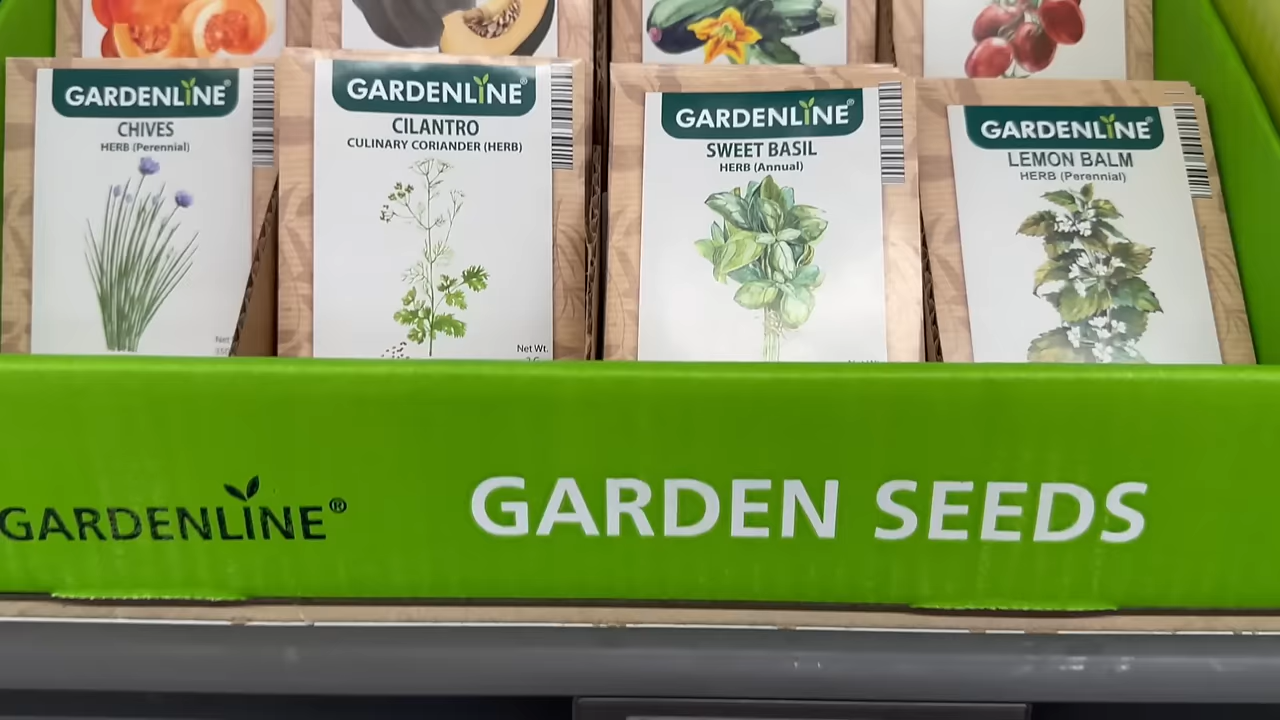 GARDENLINE®
CHIVES
HERB (Perennial)
Net
GARDENLINE®
CILANTRO
CULINARY CORIANDER (HERB)
Net Wt.
GARDENLINE®
SWEET BASIL
HERB (Annual)
GARDENLINE®
LEMON BALM
HERB (Perennial)
GARDENLINE®
GARDEN SEEDS